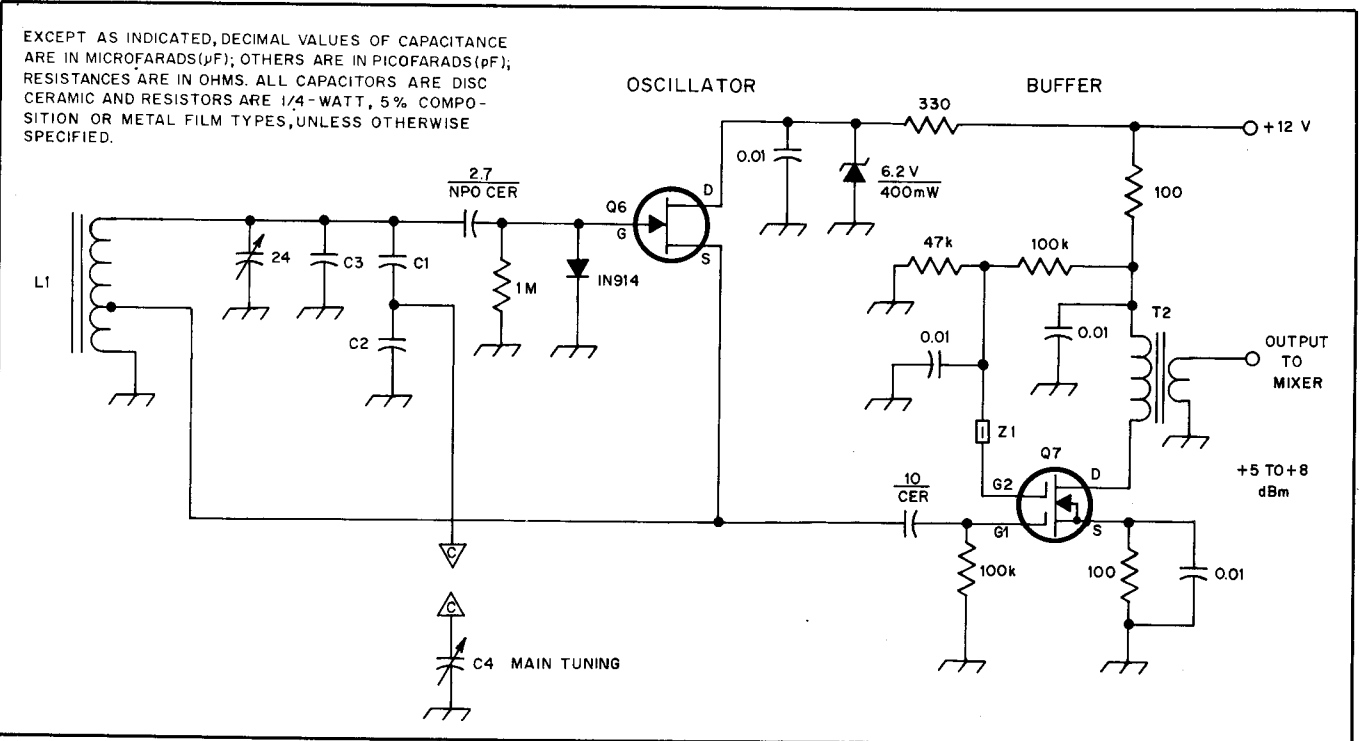 EXCEPT AS INDICATED, DECIMAL VALUES OF CAPACITANCE
ARE IN MICROFARADS (µF); OTHERS ARE IN PICOFARADS (pF);
RESISTANCES ARE IN OHMS. ALL CAPACITORS ARE DISC
CERAMIC AND RESISTORS ARE 1/4-WATT, 5% COMPO-
SITION OR METAL FILM TYPES, UNLESS OTHERWISE
SPECIFIED.
OSCILLATOR
BUFFER
330
+12 V
0.01
6.2 V
400mW
100
2.7
NPO CER
Q6
D
G
S
L1
24
C3
C1
1M
IN914
C2
47k
100k
0.01
0.01
T2
OUTPUT
TO
MIXER
Z1
Q7
+5 TO +8
dBm
10
CER
G2
D
G1
S
100k
100
0.01
C
C
C4 MAIN TUNING